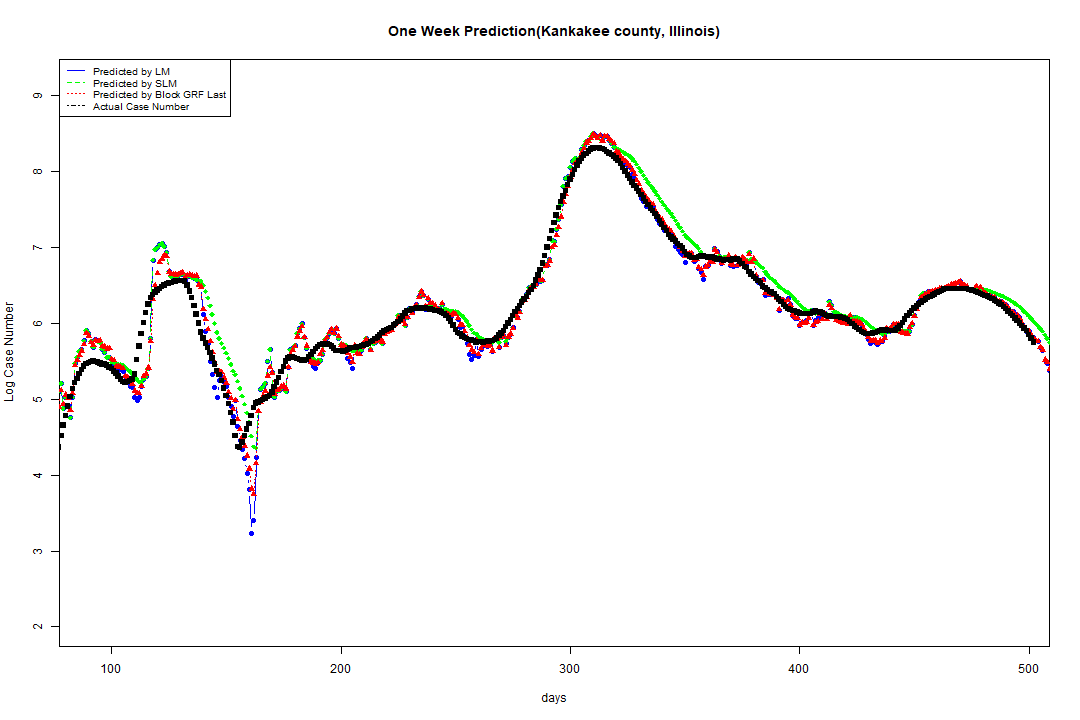 One Week Prediction(Kankakee county, Illinois)
Predicted by LM
Predicted by SLM
Predicted by Block GRF Last
Actual Case Number
Log Case Number
9
8
7
6
5
4
3
2
100 200 300 400 500
days